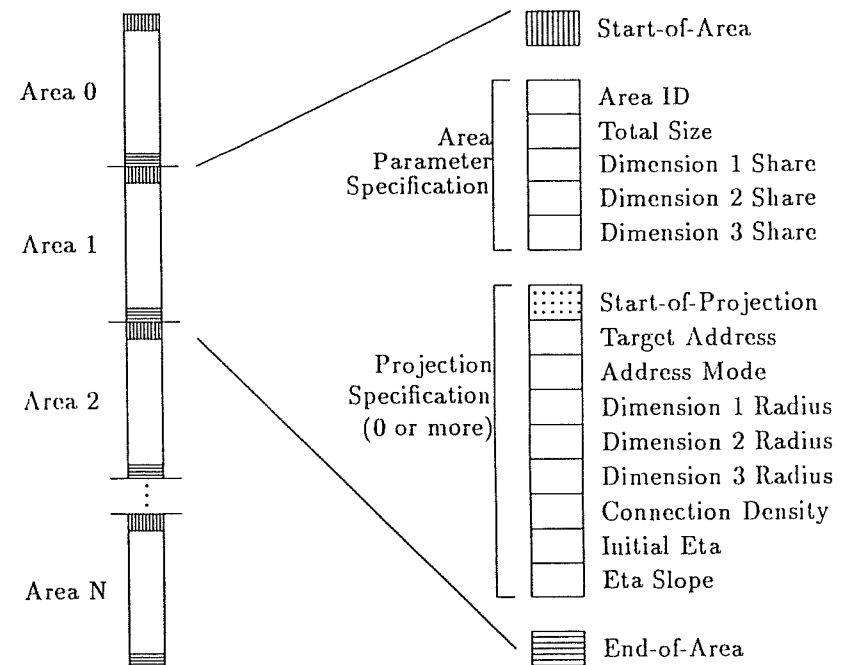 Area 0
Area 1
Area 2
Area N
Start-of-Area
Area
Parameter
Specification
Area ID
Total Size
Dimension 1 Share
Dimension 2 Share
Dimension 3 Share
Projection
Specification
(0 or more)
Start-of-Projection
Target Address
Address Mode
Dimension 1 Radius
Dimension 2 Radius
Dimension 3 Radius
Connection Density
Initial Eta
Eta Slope
End-of-Area